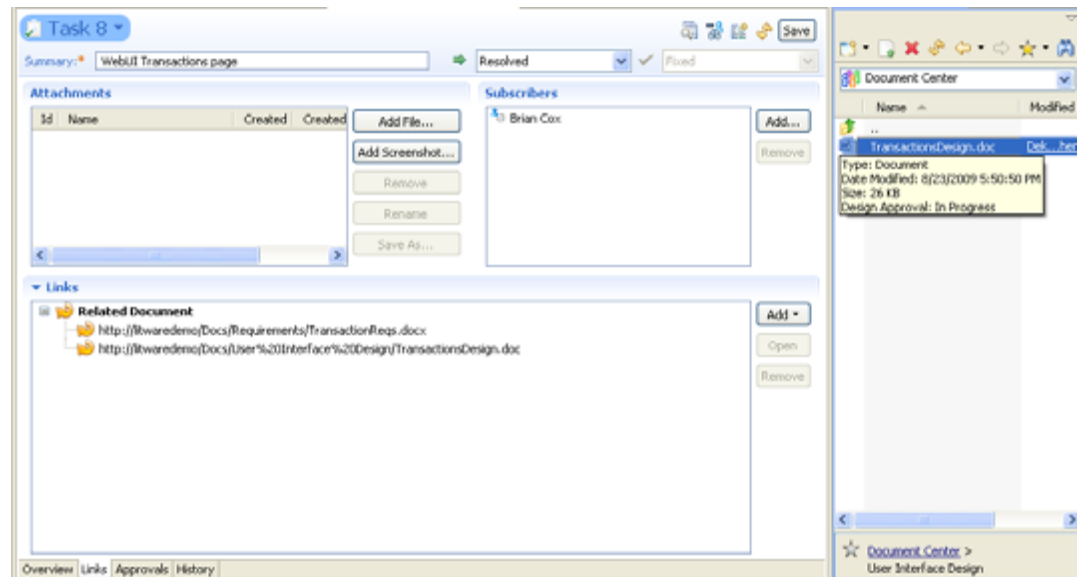 Task 8
Save
Summary:* WebUI Transactions page
Resolved
Fixed
Attachments
Id Name Created Created
Add File...
Add Screenshot...
Remove
Rename
Save As...
Subscribers
Brian Cox
Add...
Remove
Links
Related Document
http://litwaredemo/Docs/Requirements/TransactionReqs.docx
http://litwaredemo/Docs/User%20Interface%20Design/TransactionsDesign.doc
Add
Open
Remove
Overview Links Approvals History
Document Center
Name Modified
..
TransactionsDesign.doc Dek...her
Type: Document
Date Modified: 8/23/2009 5:50:50 PM
Size: 26 KB
Design Approval: In Progress
Document Center >
User Interface Design